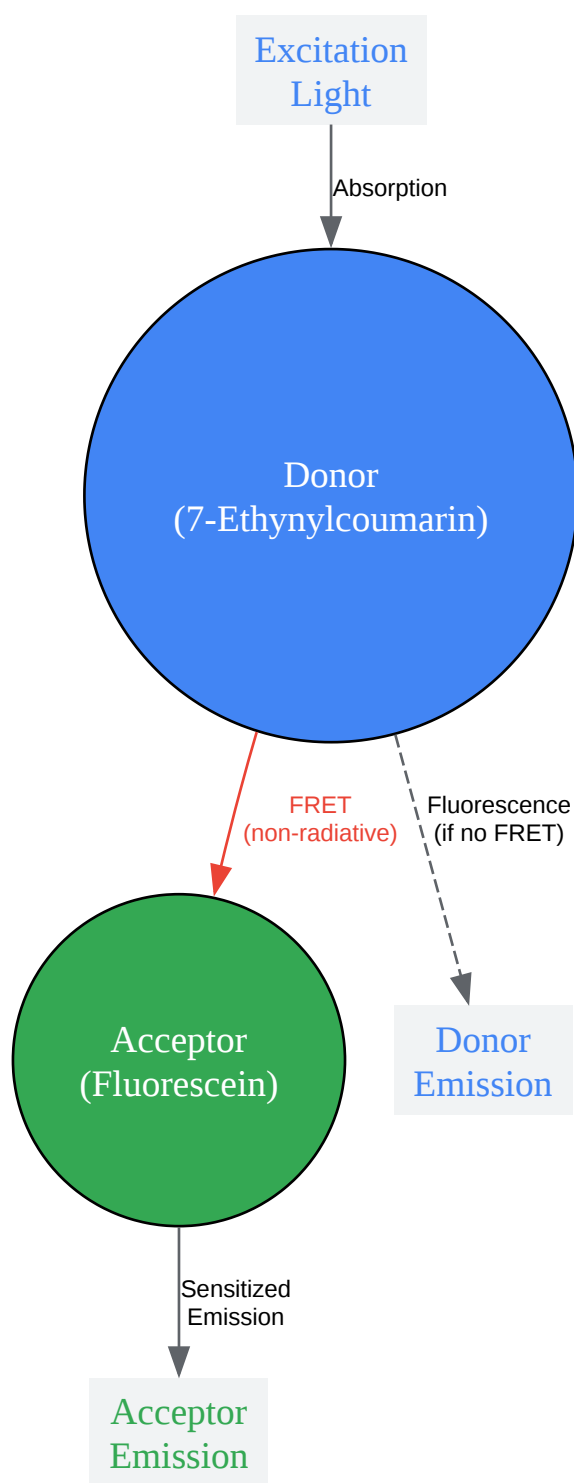 Excitation
Light
Absorption
Donor
(7-Ethynylcoumarin)
FRET
(non-radiative)
Fluorescence
(if no FRET)
Acceptor
(Fluorescein)
Donor
Emission
Sensitized
Emission
Acceptor
Emission